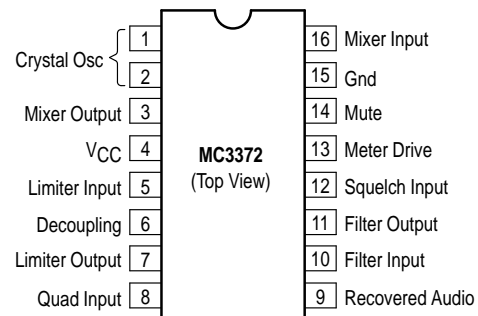 Crystal Osc
1
2
Mixer Output 3
VCC 4
Limiter Input 5
Decoupling 6
Limiter Output 7
Quad Input 8
MC3372
(Top View)
16 Mixer Input
15 Gnd
14 Mute
13 Meter Drive
12 Squelch Input
11 Filter Output
10 Filter Input
9 Recovered Audio